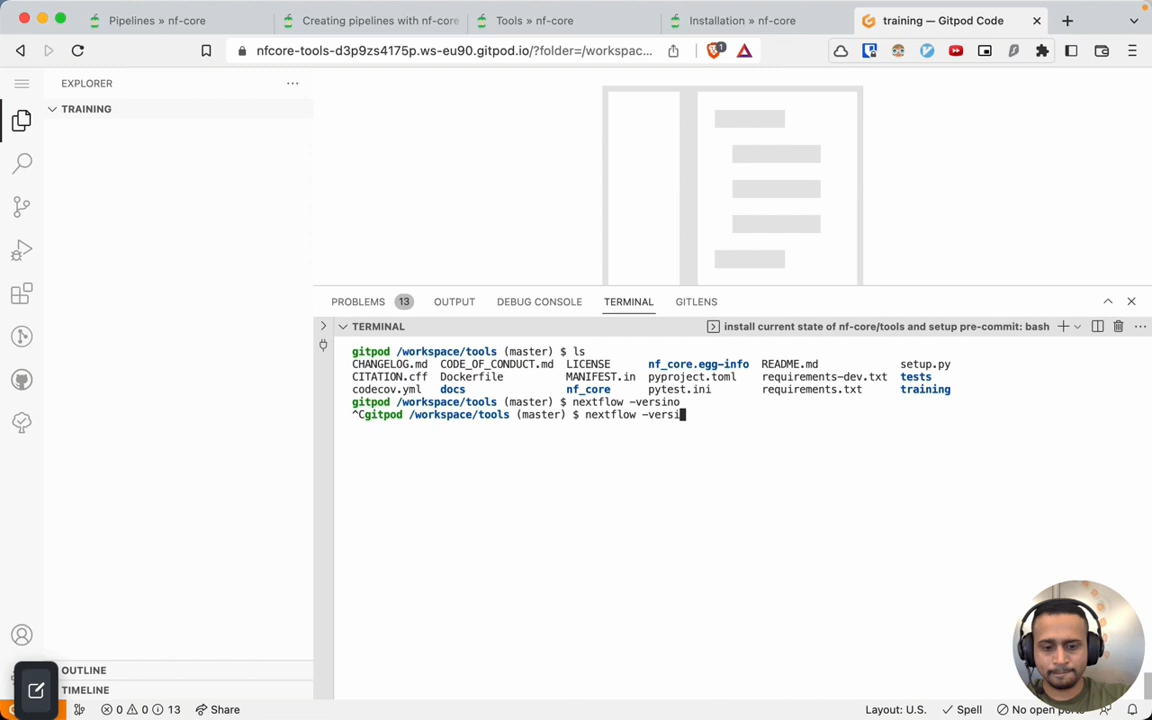 Pipelines » nf-core
Creating pipelines with nf-core
Tools » nf-core
Installation » nf-core
training — Gitpod Code
nfcore-tools-d3p9zs4175p.ws-eu90.gitpod.io/?folder=/workspac...
1
EXPLORER
TRAINING
PROBLEMS 13 OUTPUT DEBUG CONSOLE TERMINAL GITLENS
TERMINAL
install current state of nf-core/tools and setup pre-commit: bash
gitpod /workspace/tools (master) $ ls
CHANGELOG.md CODE_OF_CONDUCT.md LICENSE nf_core.egg-info README.md setup.py
CITATION.cff Dockerfile MANIFEST.in pyproject.toml requirements-dev.txt tests
codecov.yml docs nf_core pytest.ini requirements.txt training
gitpod /workspace/tools (master) $ nextflow -versino
^Cgitpod /workspace/tools (master) $ nextflow -versi
OUTLINE
TIMELINE
0 0 13 Share
Layout: U.S. Spell No open